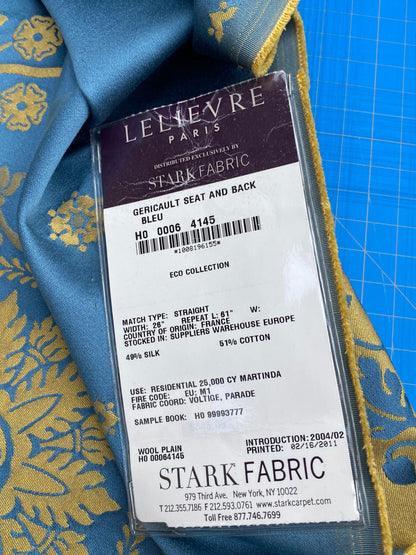 LELIEVRE
PARIS
DISTRIBUTED EXCLUSIVELY BY
STARK FABRIC
GERICAULT SEAT AND BACK
BLEU
H0 0006 4145
*1008196155*
ECO COLLECTION
MATCH TYPE: STRAIGHT
WIDTH: 26" REPEAT L: 61" W:
COUNTRY OF ORIGIN: FRANCE
STOCKED IN: SUPPLIERS WAREHOUSE EUROPE
49% SILK 51% COTTON
USE: RESIDENTIAL 25,000 CY MARTINDA
FIRE CODE: EU: M1
FABRIC COORD: VOLTIGE, PARADE
SAMPLE BOOK: H0 99993777
WOOL PLAIN INTRODUCTION: 2004/02
H0 00064145 PRINTED: 02/16/2011
STARK FABRIC
979 Third Ave. New York, NY 10022
T 212.355.7186 F 212.593.0761 www.starkcarpet.com
Toll Free 877.746.7699